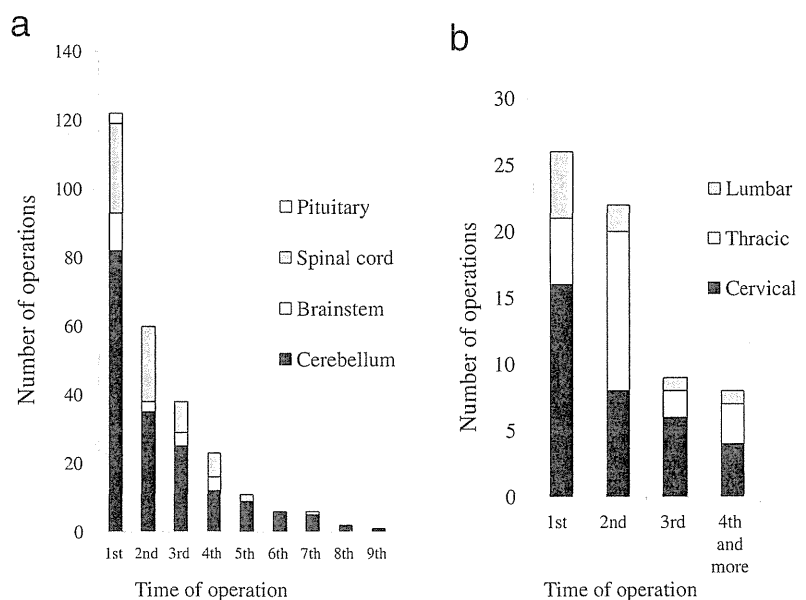 a
140
120
100
80
60
40
20
0
Number of operations
Pituitary
Spinal cord
Brainstem
Cerebellum
1st 2nd 3rd 4th 5th 6th 7th 8th 9th
Time of operation
b
30
25
20
15
10
5
0
Number of operations
Lumbar
Thracic
Cervical
1st 2nd 3rd 4th
and
more
Time of operation